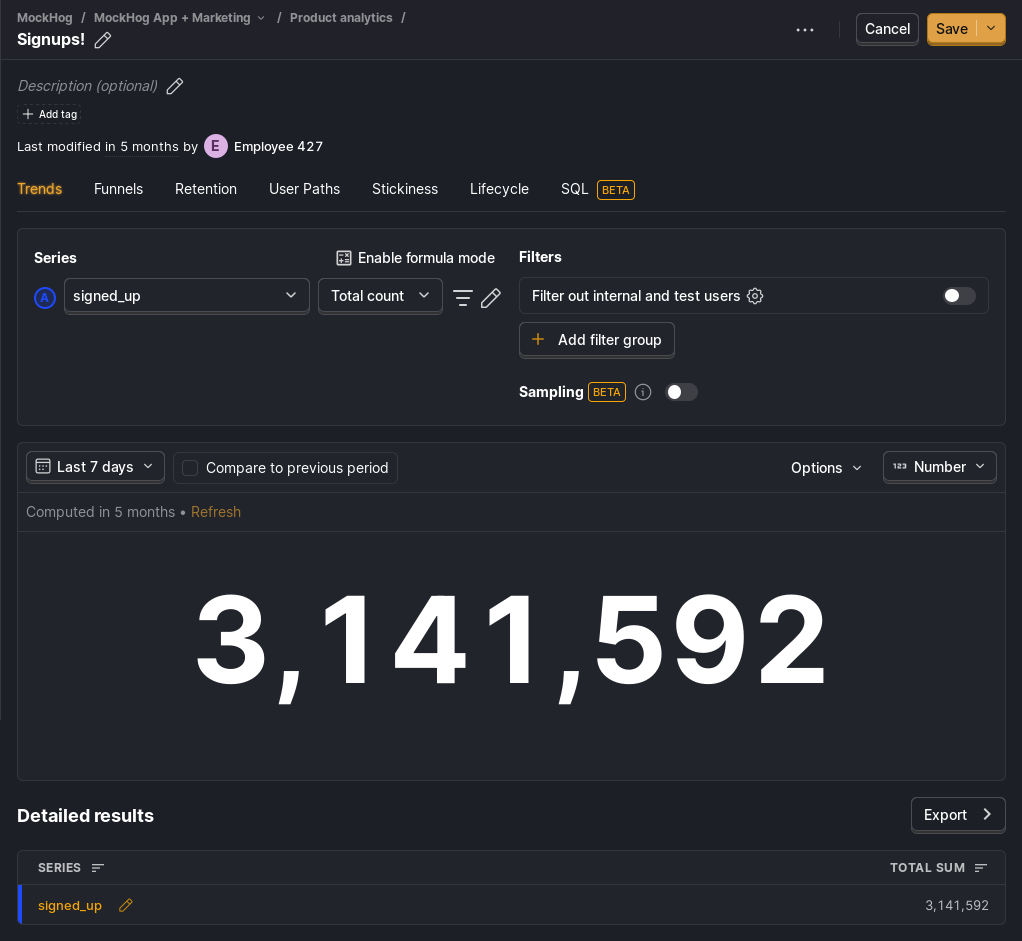 MockHog / MockHog App + Marketing / Product analytics /
Signups!
Cancel
Save
Description (optional)
Add tag
Last modified in 5 months by E Employee 427
Trends Funnels Retention User Paths Stickiness Lifecycle SQL BETA
Series
Enable formula mode
A signed_up
Total count
Filters
Filter out internal and test users
+ Add filter group
Sampling BETA
Last 7 days
Compare to previous period
Options
123 Number
Computed in 5 months • Refresh
3,141,592
Detailed results
Export
SERIES TOTAL SUM
signed_up 3,141,592